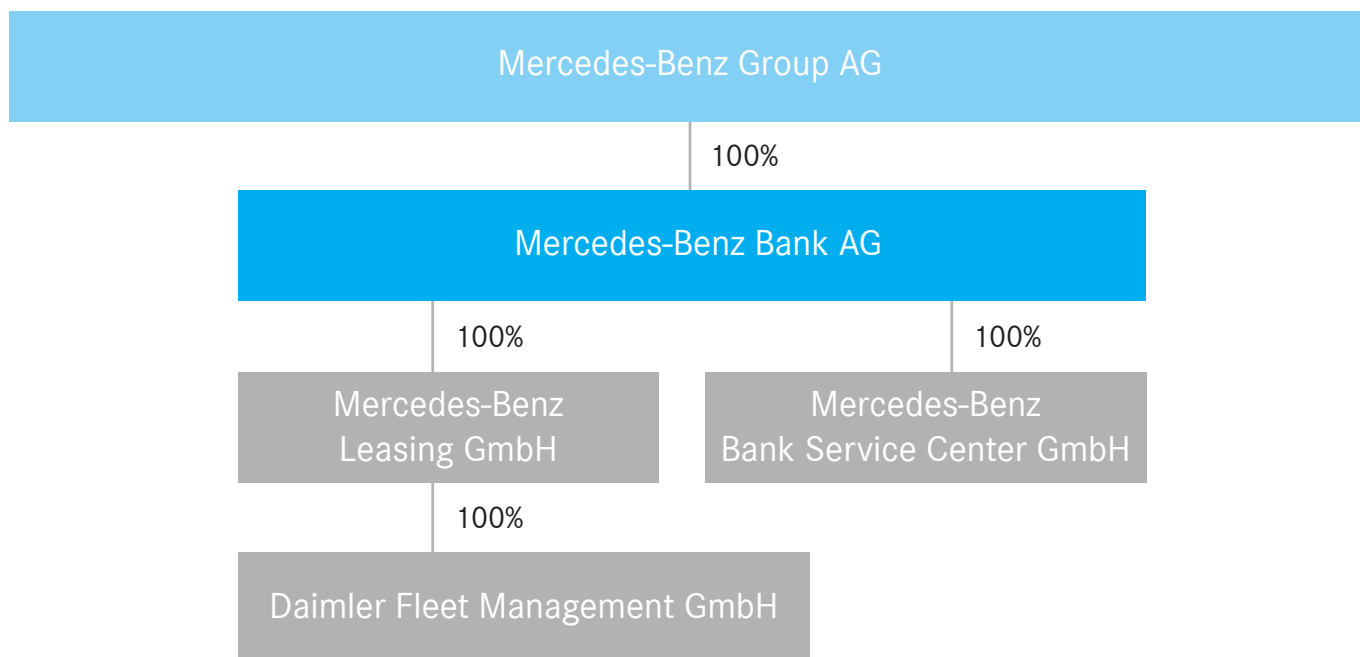 Mercedes-Benz Group AG
100%
Mercedes-Benz Bank AG
100%
100%
Mercedes-Benz
Leasing GmbH
Mercedes-Benz
Bank Service Center GmbH
100%
Daimler Fleet Management GmbH